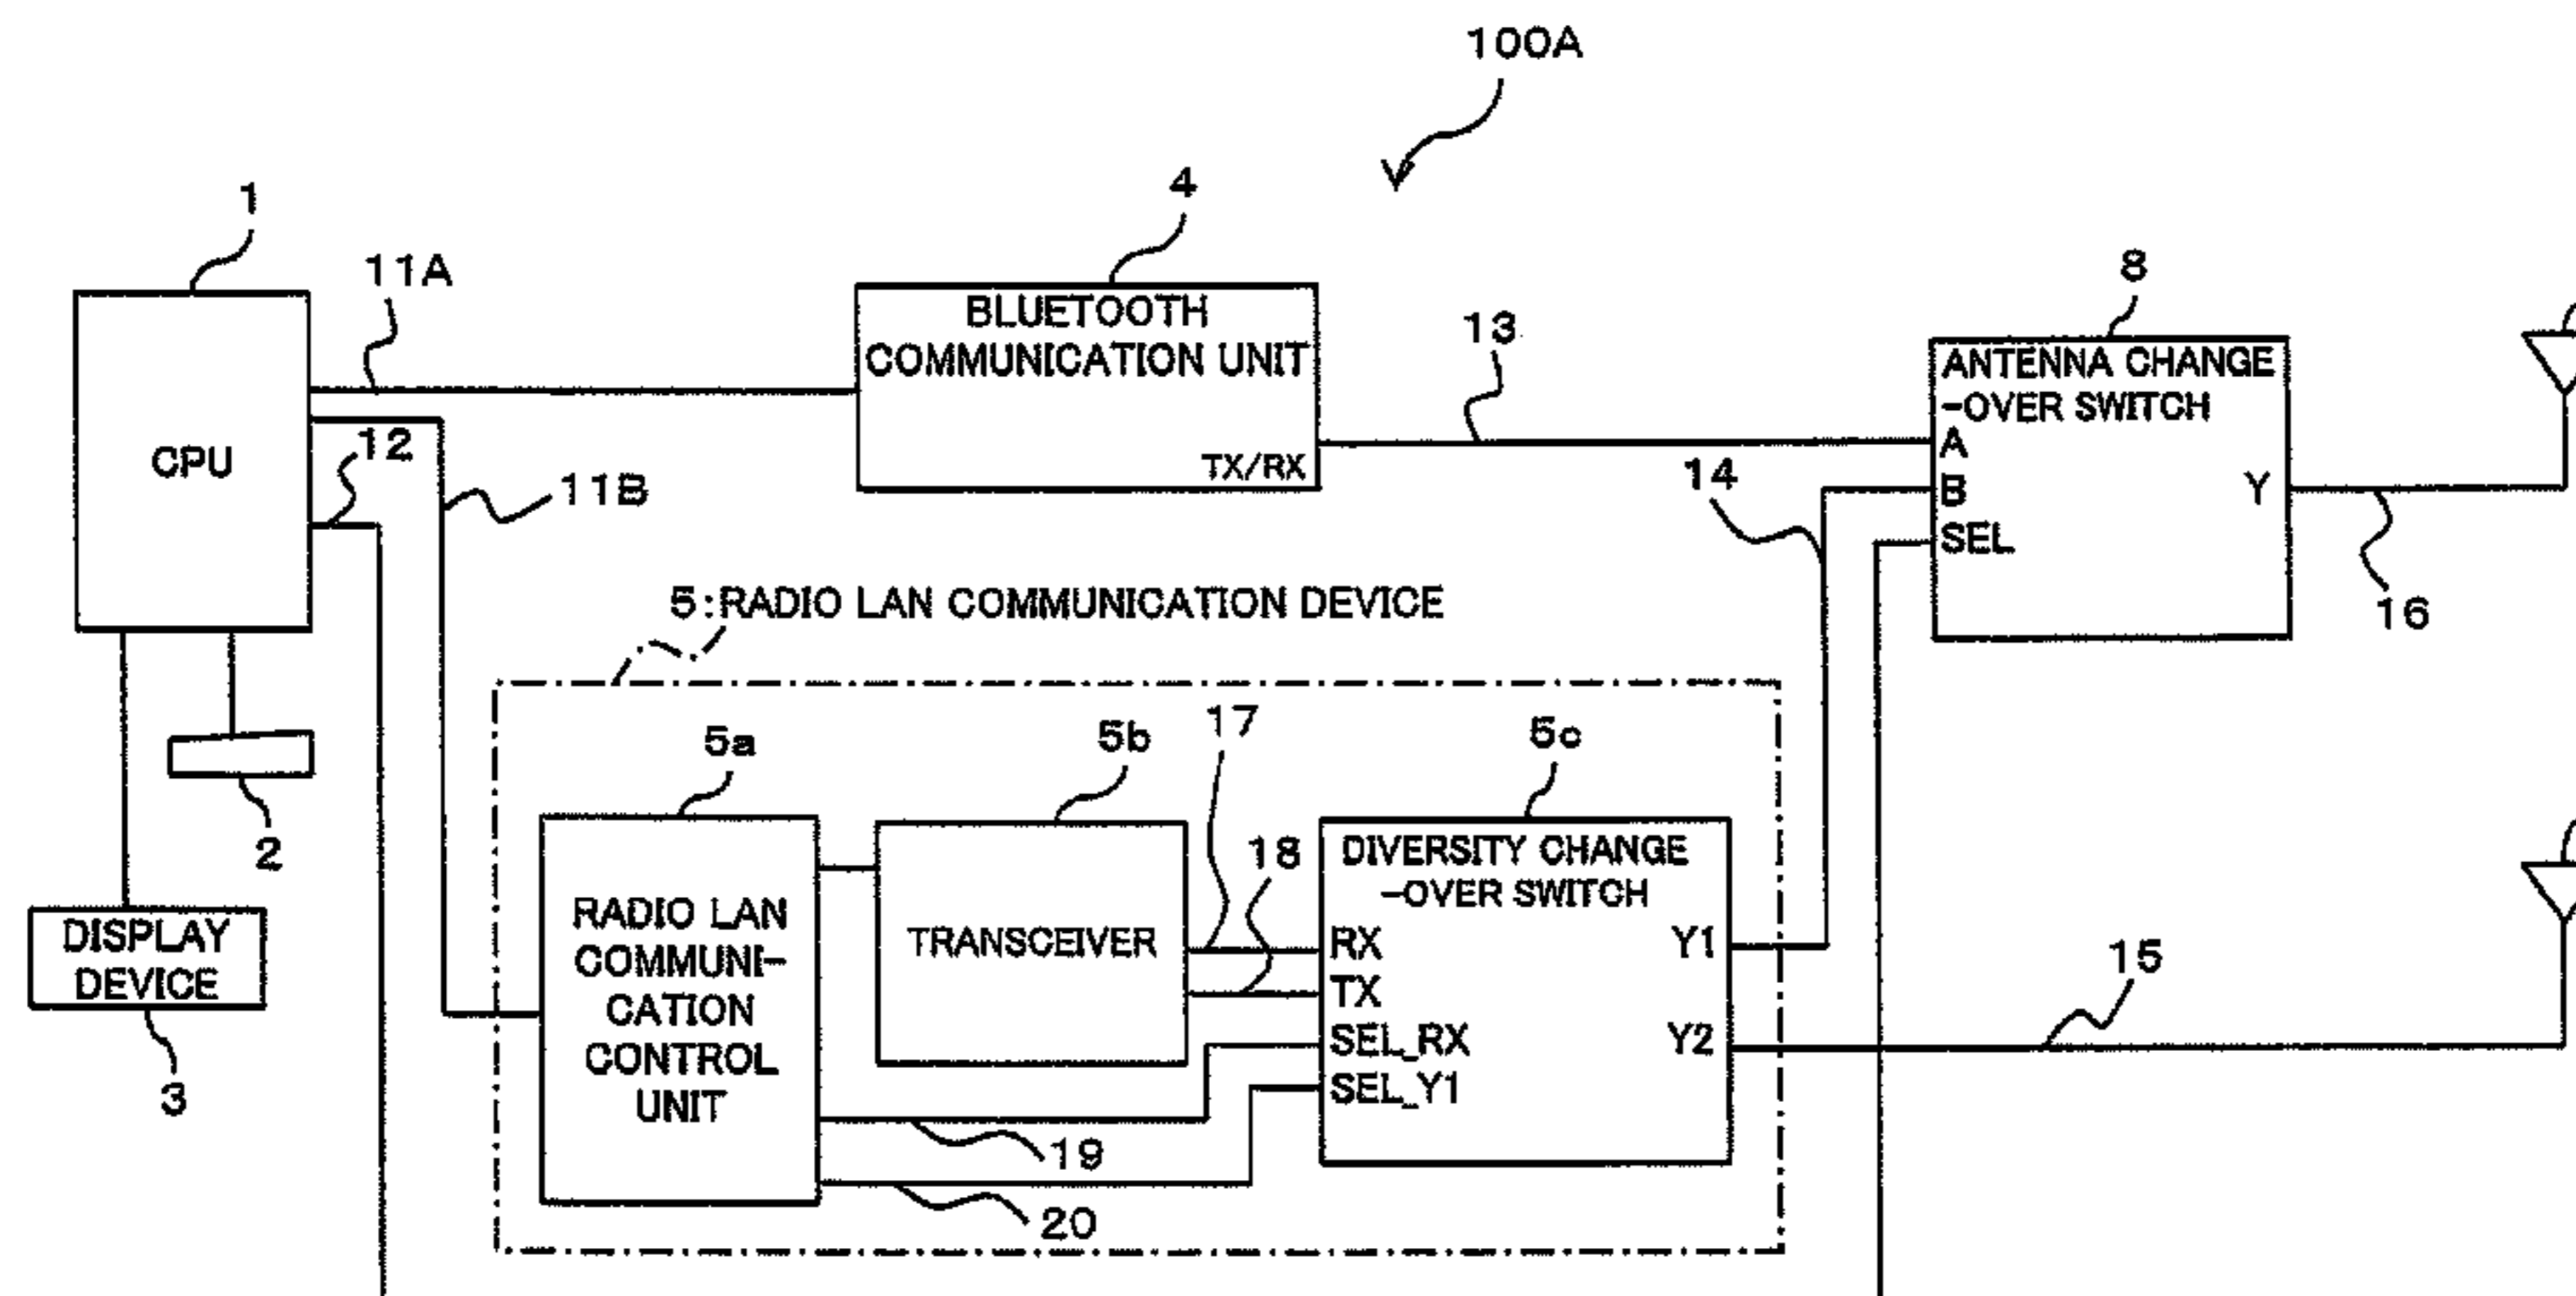 100A
1
4
8
11A
BLUETOOTH
COMMUNICATION UNIT
TX/RX
13
ANTENNA CHANGE
-OVER SWITCH
A
B
SEL
Y
CPU
12
11B
14
16
5:RADIO LAN COMMUNICATION DEVICE
2
DISPLAY
DEVICE
3
5a
5b
17
5c
18
RADIO LAN
COMMUNI-
CATION
CONTROL
UNIT
TRANSCEIVER
DIVERSITY CHANGE
-OVER SWITCH
RX
TX
SEL_RX
SEL_Y1
Y1
Y2
15
19
20